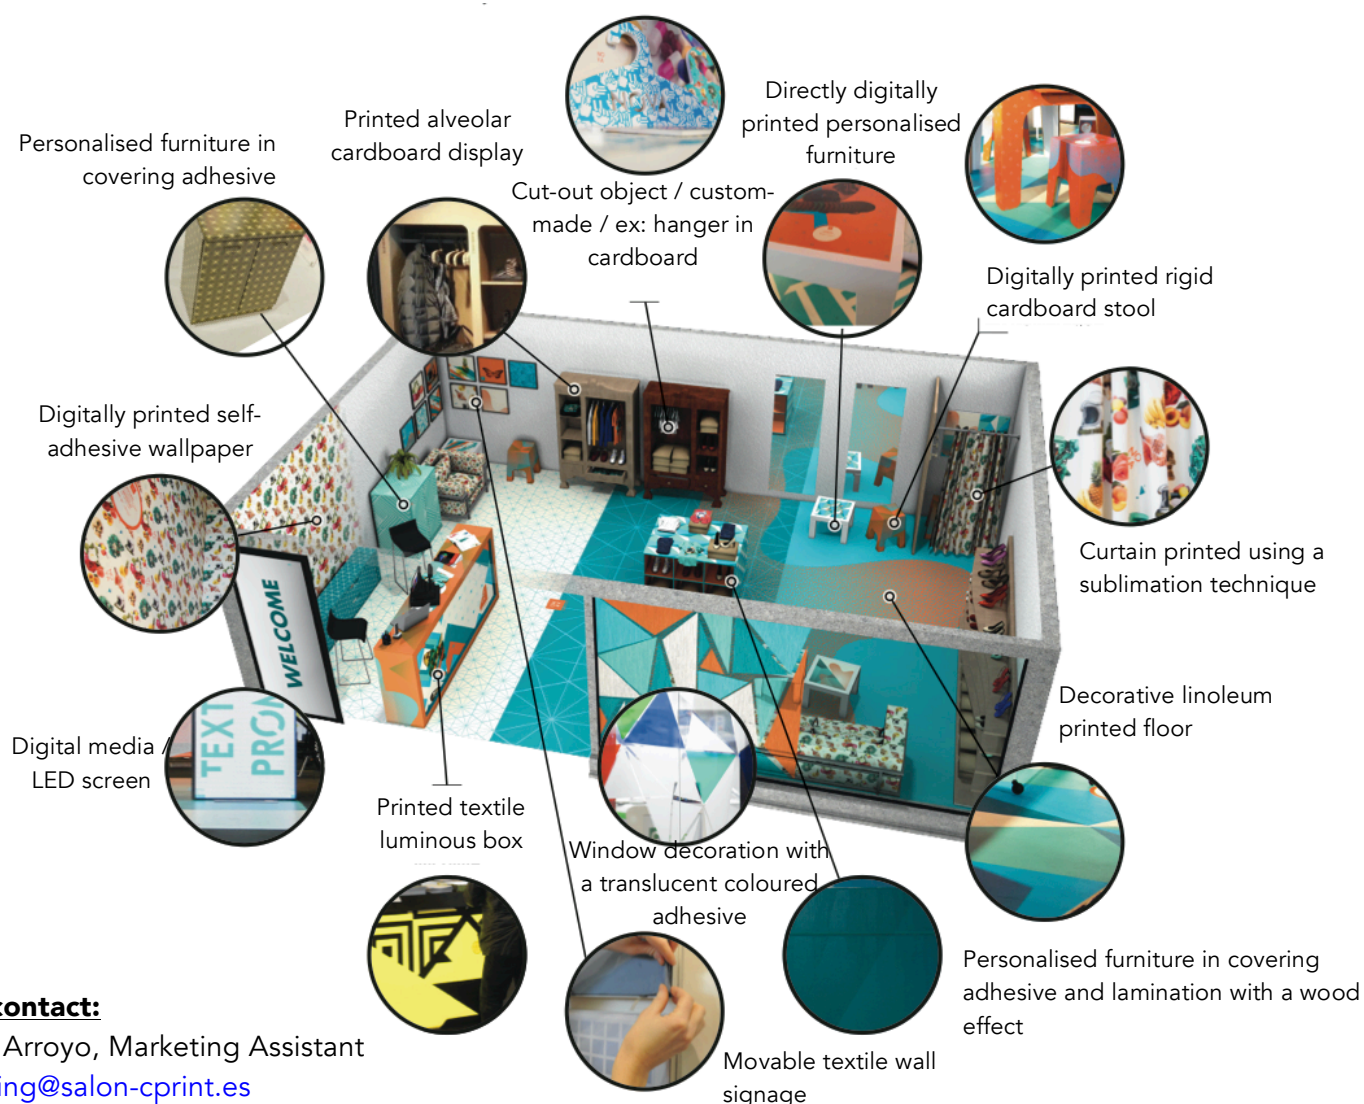 Directly digitally
printed personalised
furniture
Printed alveolar
cardboard display
Personalised furniture in
covering adhesive
Cut-out object / custom-
made / ex: hanger in
cardboard
Digitally printed rigid
cardboard stool
Digitally printed self-
adhesive wallpaper
Curtain printed using a
sublimation technique
WELCOME
Decorative linoleum
printed floor
Digital media /
LED screen
TEXT
PROM
Printed textile
luminous box
Window decoration with
a translucent coloured
adhesive
Personalised furniture in covering
adhesive and lamination with a wood
effect
Movable textile wall
signage
contact:
Arroyo, Marketing Assistant
ing@salon-cprint.es